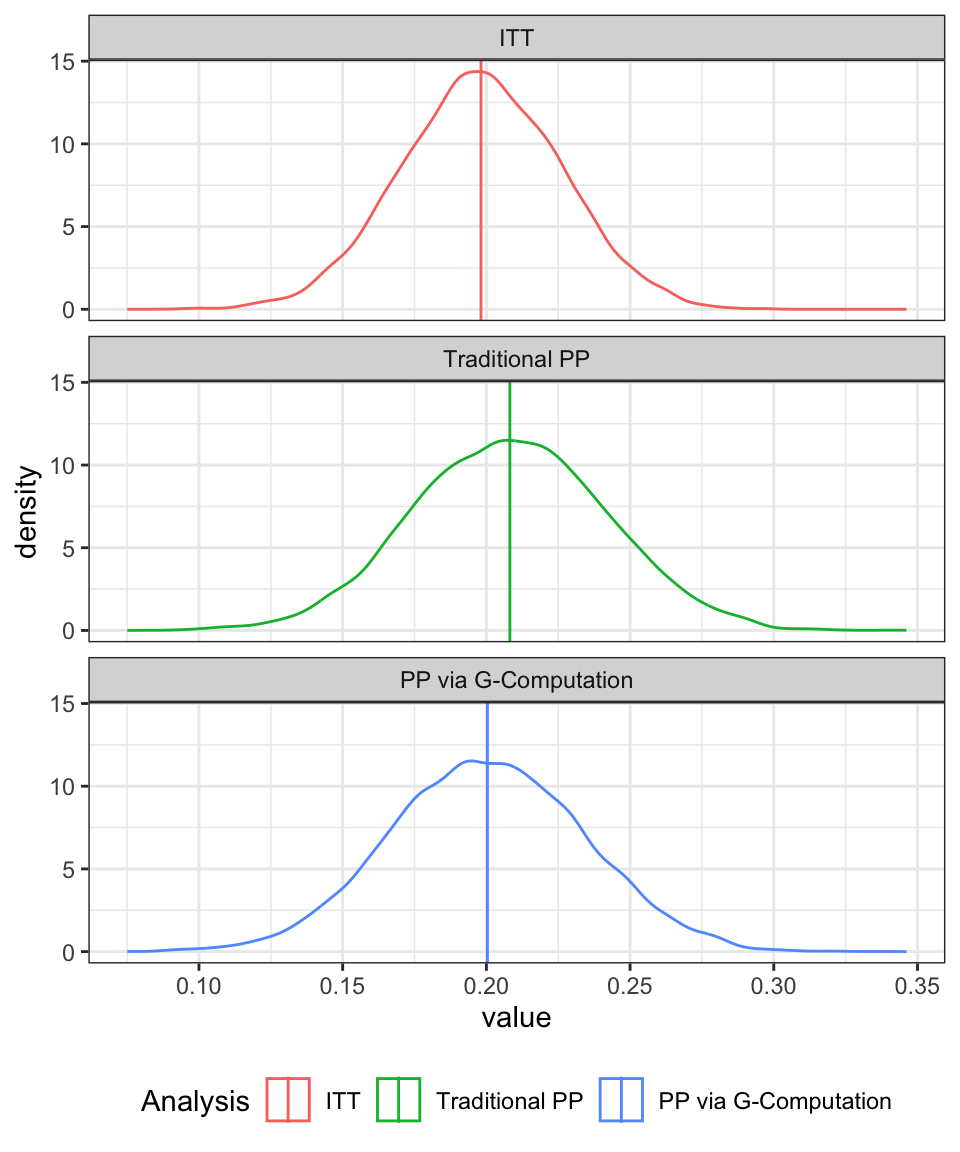 ITT
15
10
5
0
Traditional PP
15
10
5
0
density
PP via G-Computation
15
10
5
0
0.10 0.15 0.20 0.25 0.30 0.35
value
Analysis ITT Traditional PP PP via G-Computation